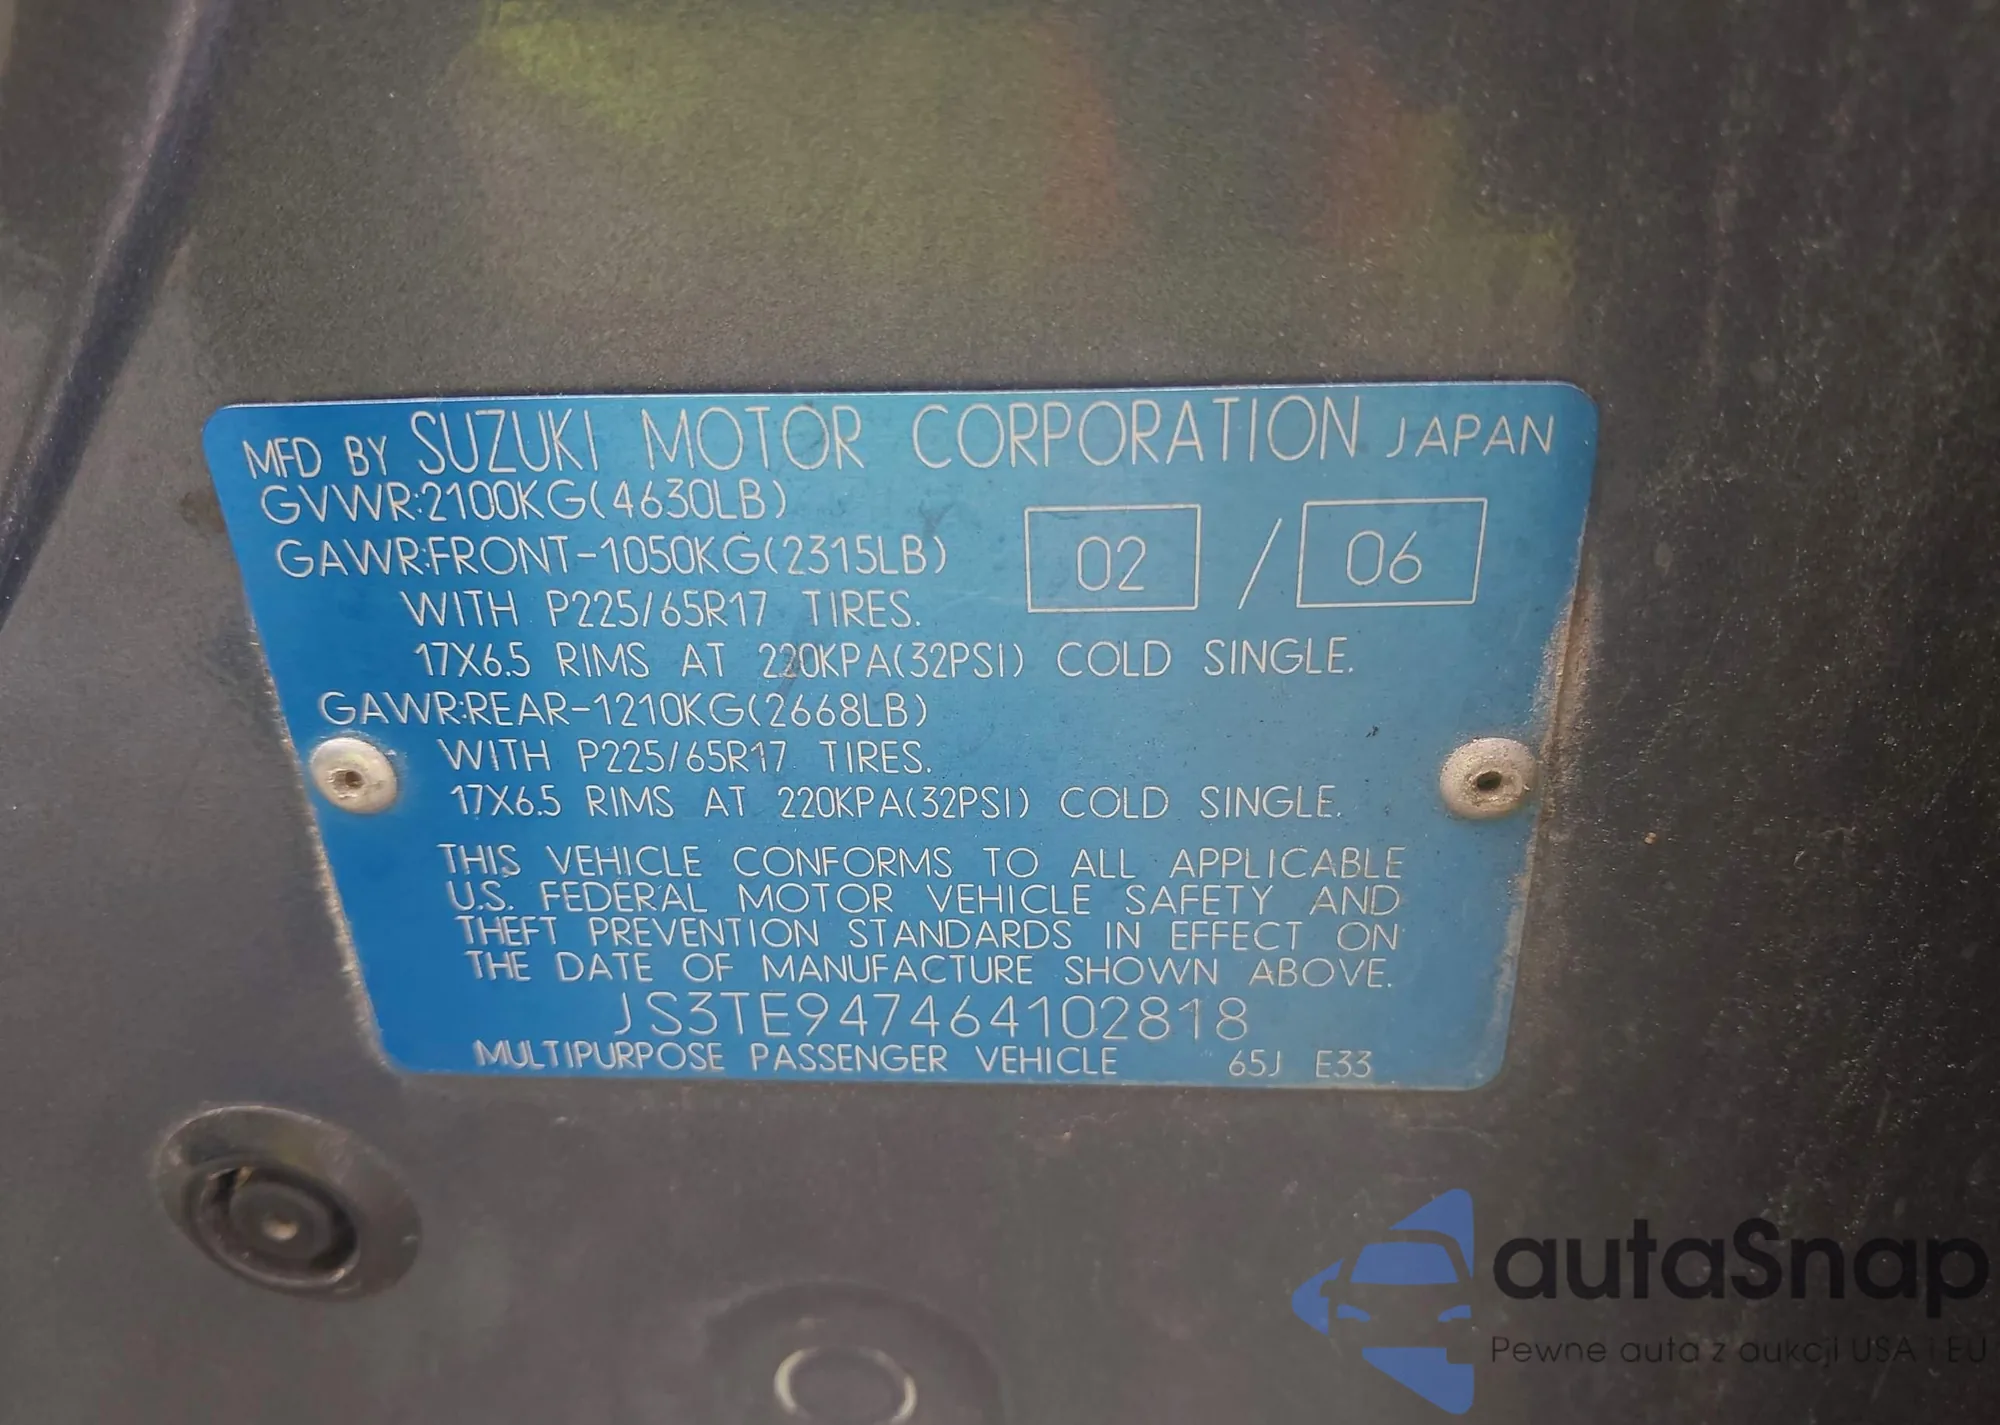 MFD BY SUZUKI MOTOR CORPORATION JAPAN
GVWR:2100KG(4630LB)
02 / 06
GAWR:FRONT-1050KG(2315LB)
WITH P225/65R17 TIRES.
17X6.5 RIMS AT 220KPA(32PSI) COLD SINGLE.
GAWR:REAR-1210KG(2668LB)
WITH P225/65R17 TIRES.
17X6.5 RIMS AT 220KPA(32PSI) COLD SINGLE.
THIS VEHICLE CONFORMS TO ALL APPLICABLE
U.S. FEDERAL MOTOR VEHICLE SAFETY AND
THEFT PREVENTION STANDARDS IN EFFECT ON
THE DATE OF MANUFACTURE SHOWN ABOVE.
JS3TE947464102818
MULTIPURPOSE PASSENGER VEHICLE 65J E33
autaSnap
Pewne auta z aukcji USA i EU